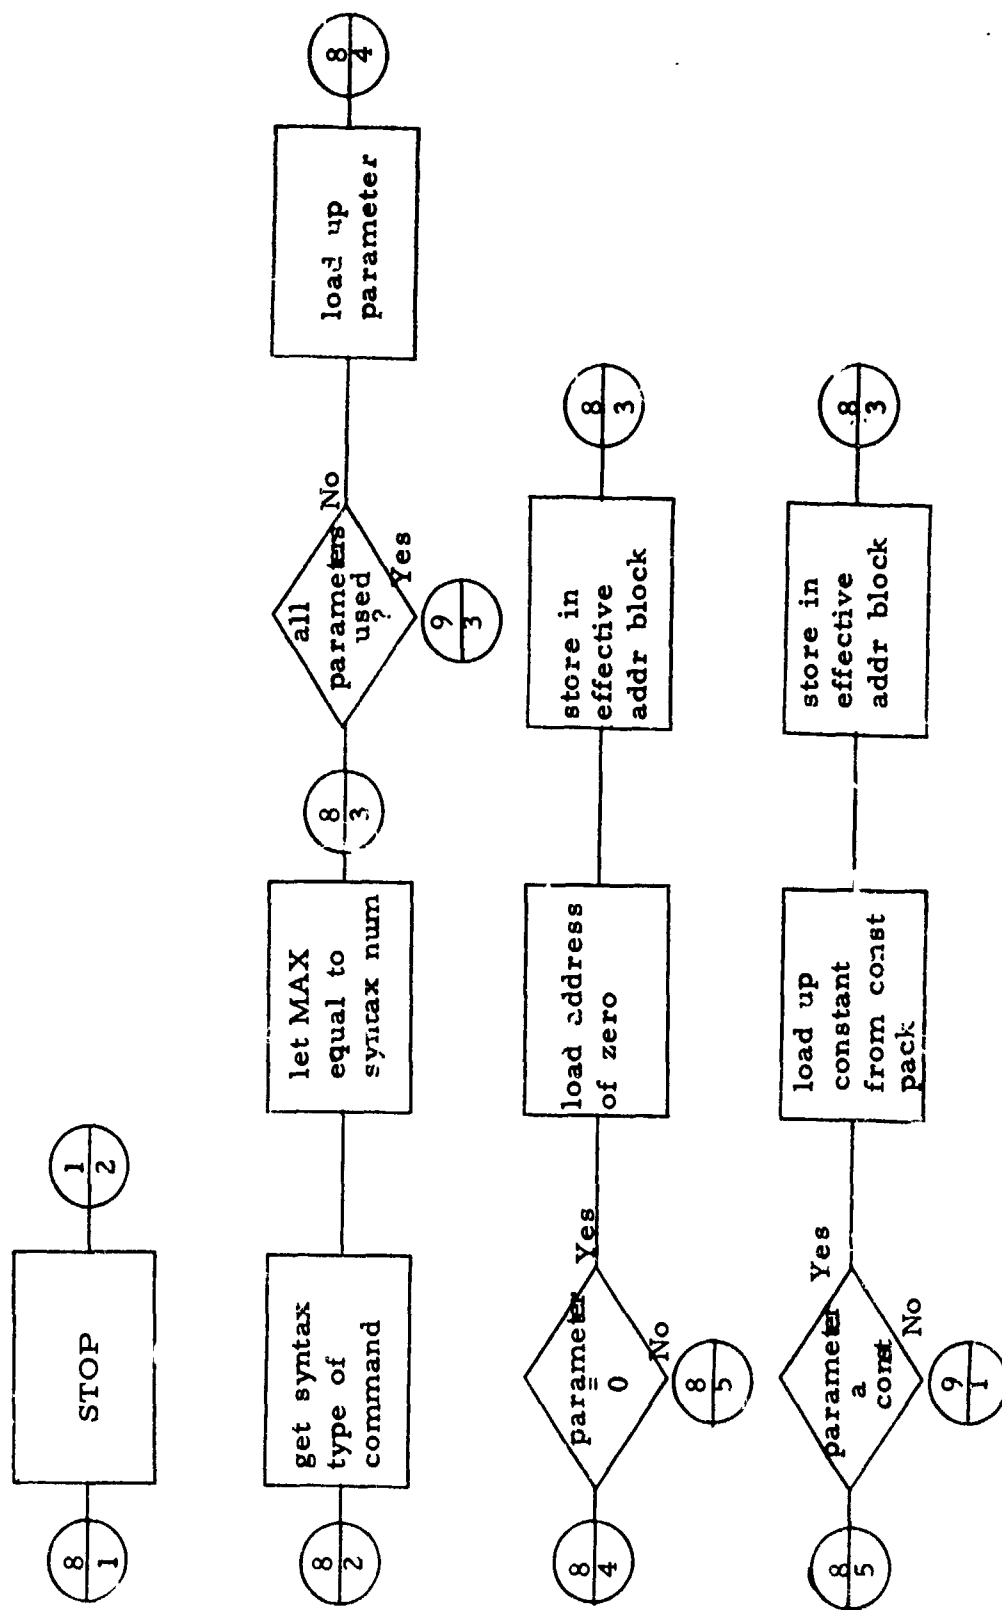 8
1
STOP
1
2
8
2
get syntax
type of
command
let MAX
equal to
syntax num
8
3
all
parameters
used
?
No
Yes
9
3
load up
parameter
8
4
8
4
parameter
=
0
Yes
No
8
5
load address
of zero
store in
effective
addr block
8
3
8
5
parameter
a
const
Yes
No
9
1
load up
constant
from const
pack
store in
effective
addr block
8
3